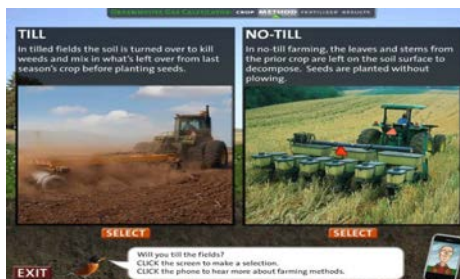 GREENHOUSE GAS CALCULATOR CROP METHOD FERTILIZER RESULTS
TILL
In tilled fields the soil is turned over to kill
weeds and mix in what's left over from last
season's crop before planting seeds.
NO-TILL
In no-till farming, the leaves and stems from
the prior crop are left on the soil surface to
decompose. Seeds are planted without
plowing.
SELECT
SELECT
Will you till the fields?
CLICK the screen to make a selection.
CLICK the phone to hear more about farming methods.
EXIT